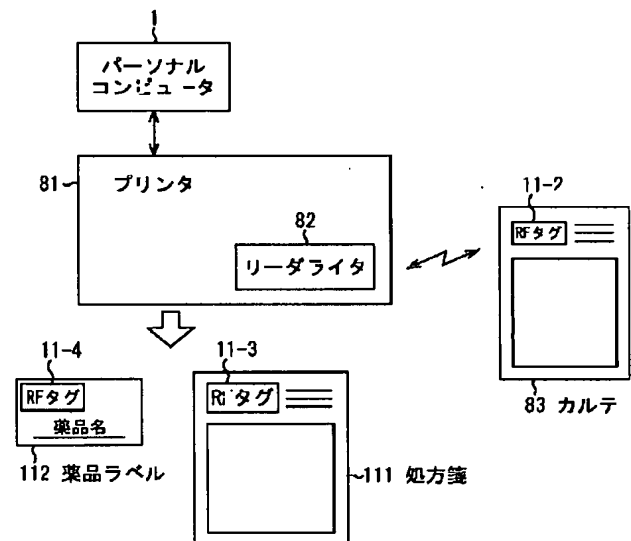 1
パーソナル
コンピュータ
81
プリンタ
82
リーダライタ
11-2
RFタグ
83 カルテ
11-4
RFタグ
薬品名
112 薬品ラベル
11-3
RFタグ
111 処方箋